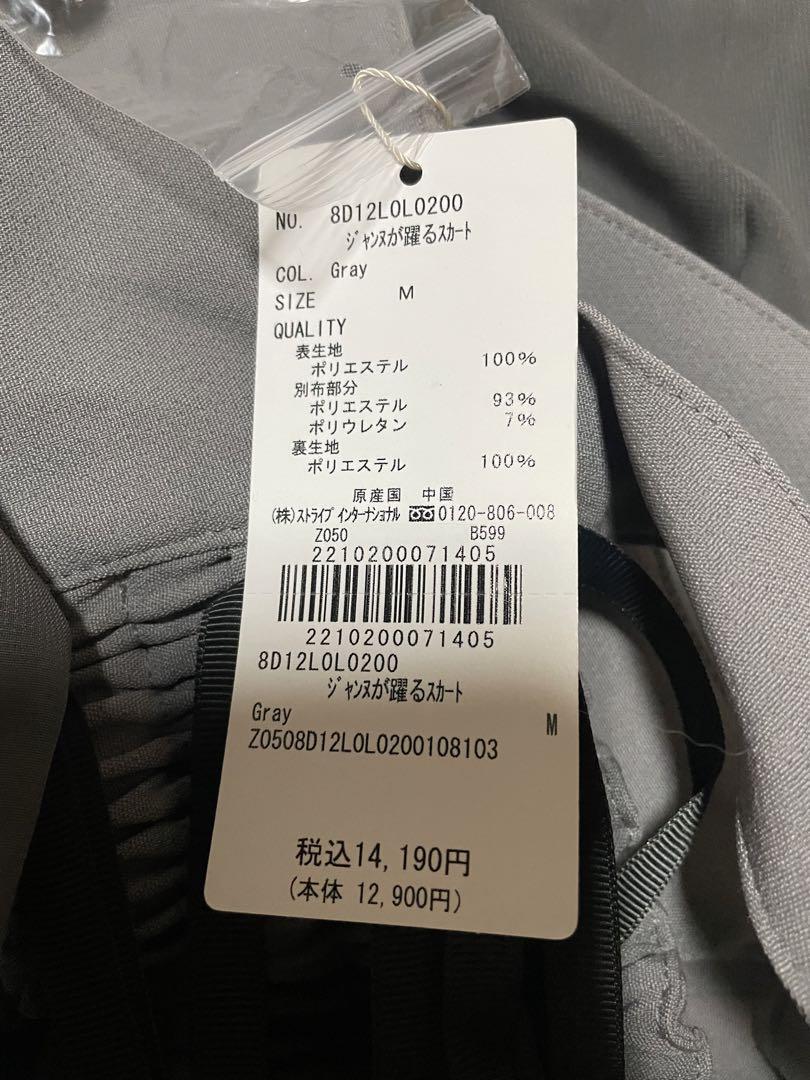 NO. 8D12L0L0200
ジャンヌが躍るスカート
COL. Gray
SIZE M
QUALITY
表生地
ポリエステル 100%
別布部分
ポリエステル 93%
ポリウレタン 7%
裏生地
ポリエステル 100%
原産国 中国
(株)ストライプインターナショナル 0120-806-008
Z050 B599
2210200071405
2210200071405
8D12L0L0200
ジャンヌが躍るスカート
Gray M
Z0508D12L0L0200108103
税込14,190円
(本体 12,900円)